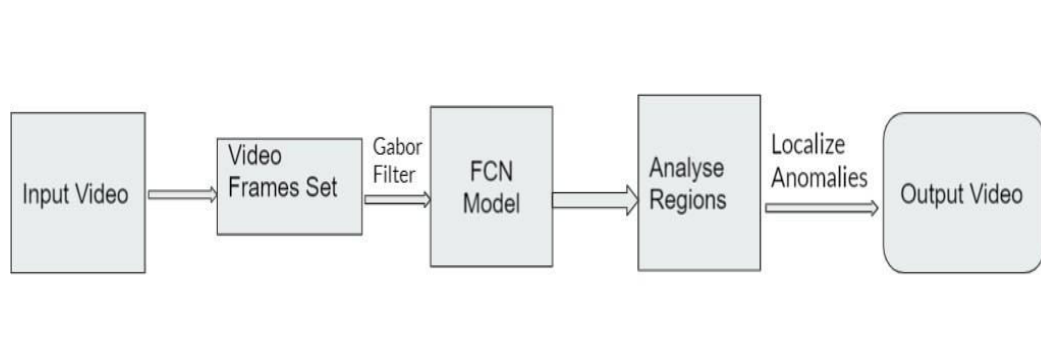 Input Video
Video
Frames Set
Gabor
Filter
FCN
Model
Analyse
Regions
Localize
Anomalies
Output Video